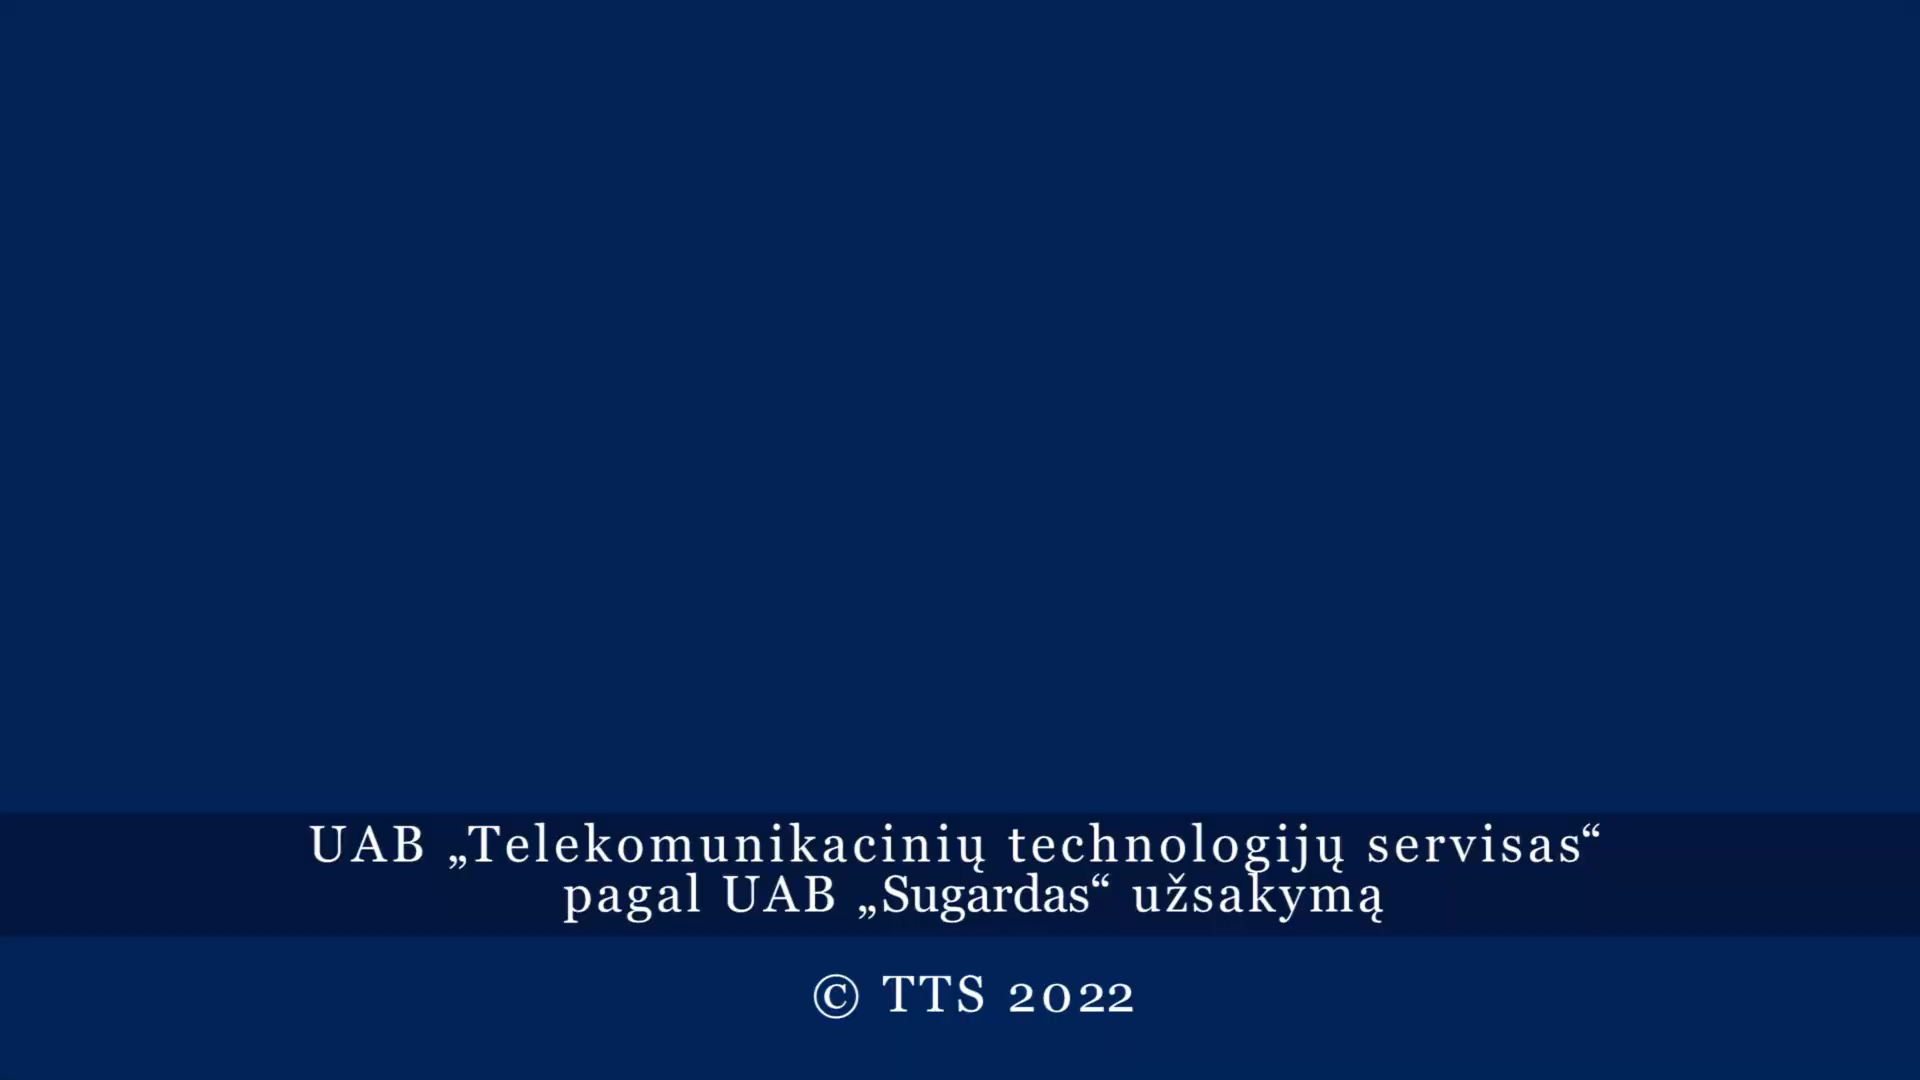 UAB „Telekomunikacinių technologijų servisas“
pagal UAB „Sugardas“ užsakymą
© TTS 2022